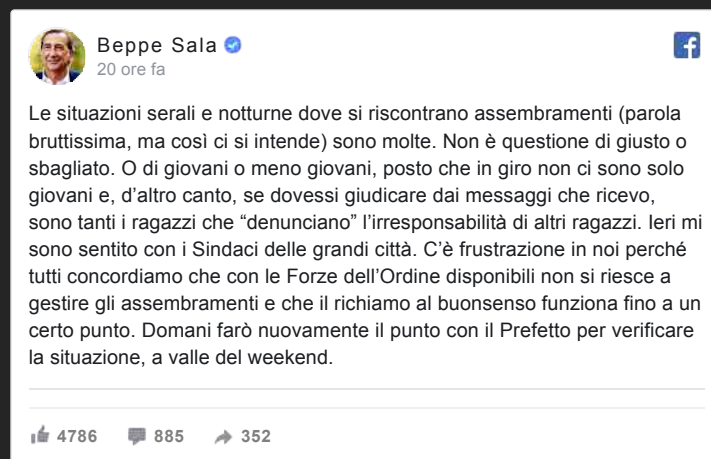 Beppe Sala
20 ore fa
Le situazioni serali e notturne dove si riscontrano assembramenti (parola
bruttissima, ma così ci si intende) sono molte. Non è questione di giusto o
sbagliato. O di giovani o meno giovani, posto che in giro non ci sono solo
giovani e, d’altro canto, se dovessi giudicare dai messaggi che ricevo,
sono tanti i ragazzi che “denunciano” l’irresponsabilità di altri ragazzi. Ieri mi
sono sentito con i Sindaci delle grandi città. C’è frustrazione in noi perché
tutti concordiamo che con le Forze dell’Ordine disponibili non si riesce a
gestire gli assembramenti e che il richiamo al buonsenso funziona fino a un
certo punto. Domani farò nuovamente il punto con il Prefetto per verificare
la situazione, a valle del weekend.
4786 885 352